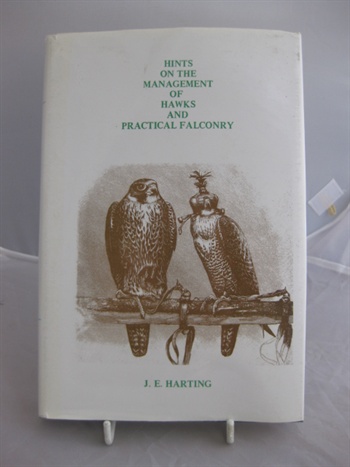 HINTS
ON THE
MANAGEMENT
OF
HAWKS
AND
PRACTICAL FALCONRY
J. E. HARTING